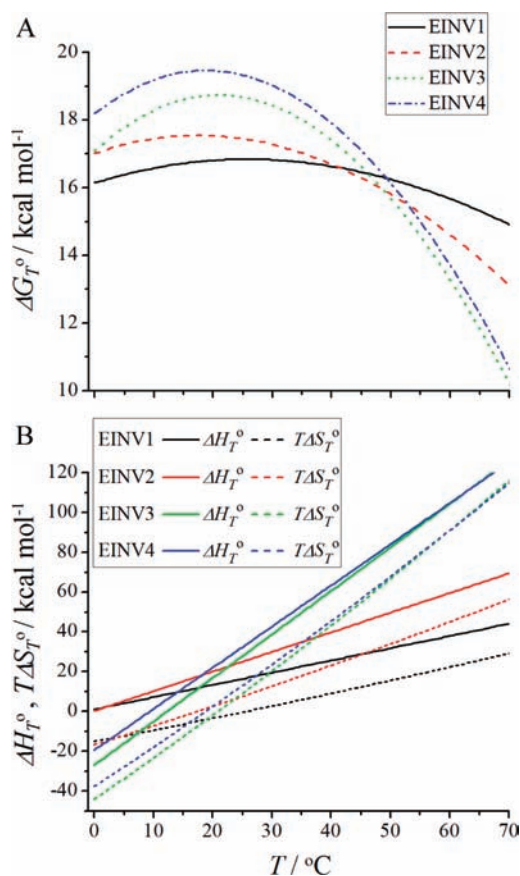 A
EINV1
EINV2
EINV3
EINV4
20
18
16
14
12
10
ΔG_T° / kcal mol⁻¹
B
EINV1 ΔH_T° TΔS_T°
EINV2 ΔH_T° TΔS_T°
EINV3 ΔH_T° TΔS_T°
EINV4 ΔH_T° TΔS_T°
120
100
80
60
40
20
0
-20
-40
ΔH_T°, TΔS_T° / kcal mol⁻¹
0 10 20 30 40 50 60 70
T / °C